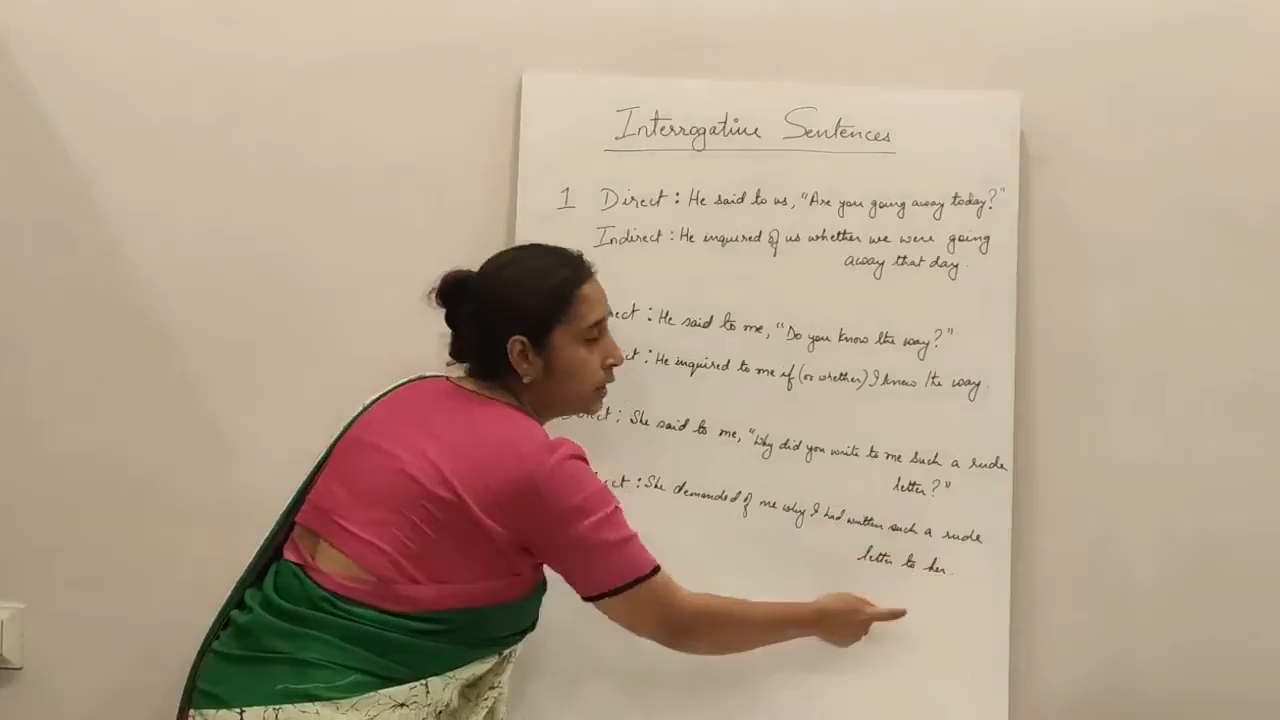 Interrogative Sentences
1 Direct : He said to us, "Are you going away today?"
Indirect : He inquired of us whether we were going
away that day.
ect : He said to me, "Do you know the way?"
ct : He inquired to me if (or whether) I knew the way.
Direct : She said to me, "Why did you write to me such a rude
letter?"
ect : She demanded of me why I had written such a rude
letter to her.